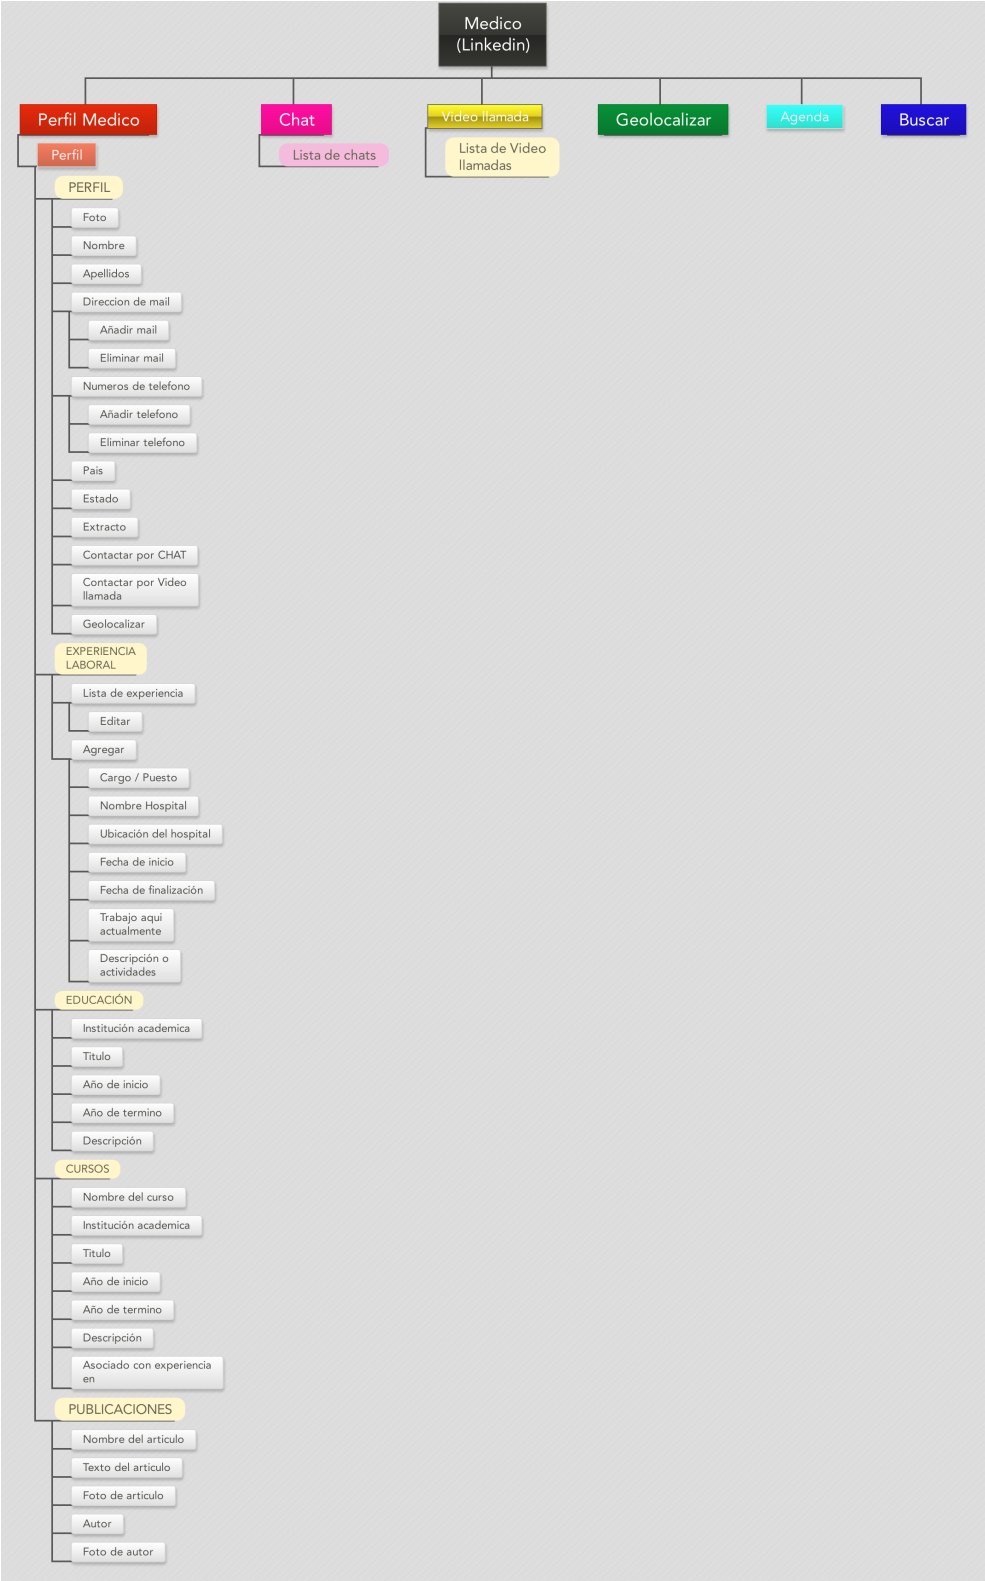 Medico
(Linkedin)
Perfil Medico
Chat
Video llamada
Geolocalizar
Agenda
Buscar
Perfil
Lista de chats
Lista de Video
llamadas
PERFIL
Foto
Nombre
Apellidos
Direccion de mail
Añadir mail
Eliminar mail
Numeros de telefono
Añadir telefono
Eliminar telefono
Pais
Estado
Extracto
Contactar por CHAT
Contactar por Video
llamada
Geolocalizar
EXPERIENCIA
LABORAL
Lista de experiencia
Editar
Agregar
Cargo / Puesto
Nombre Hospital
Ubicación del hospital
Fecha de inicio
Fecha de finalización
Trabajo aqui
actualmente
Descripción o
actividades
EDUCACIÓN
Institución academica
Titulo
Año de inicio
Año de termino
Descripción
CURSOS
Nombre del curso
Institución academica
Titulo
Año de inicio
Año de termino
Descripción
Asociado con experiencia
en
PUBLICACIONES
Nombre del articulo
Texto del articulo
Foto de articulo
Autor
Foto de autor